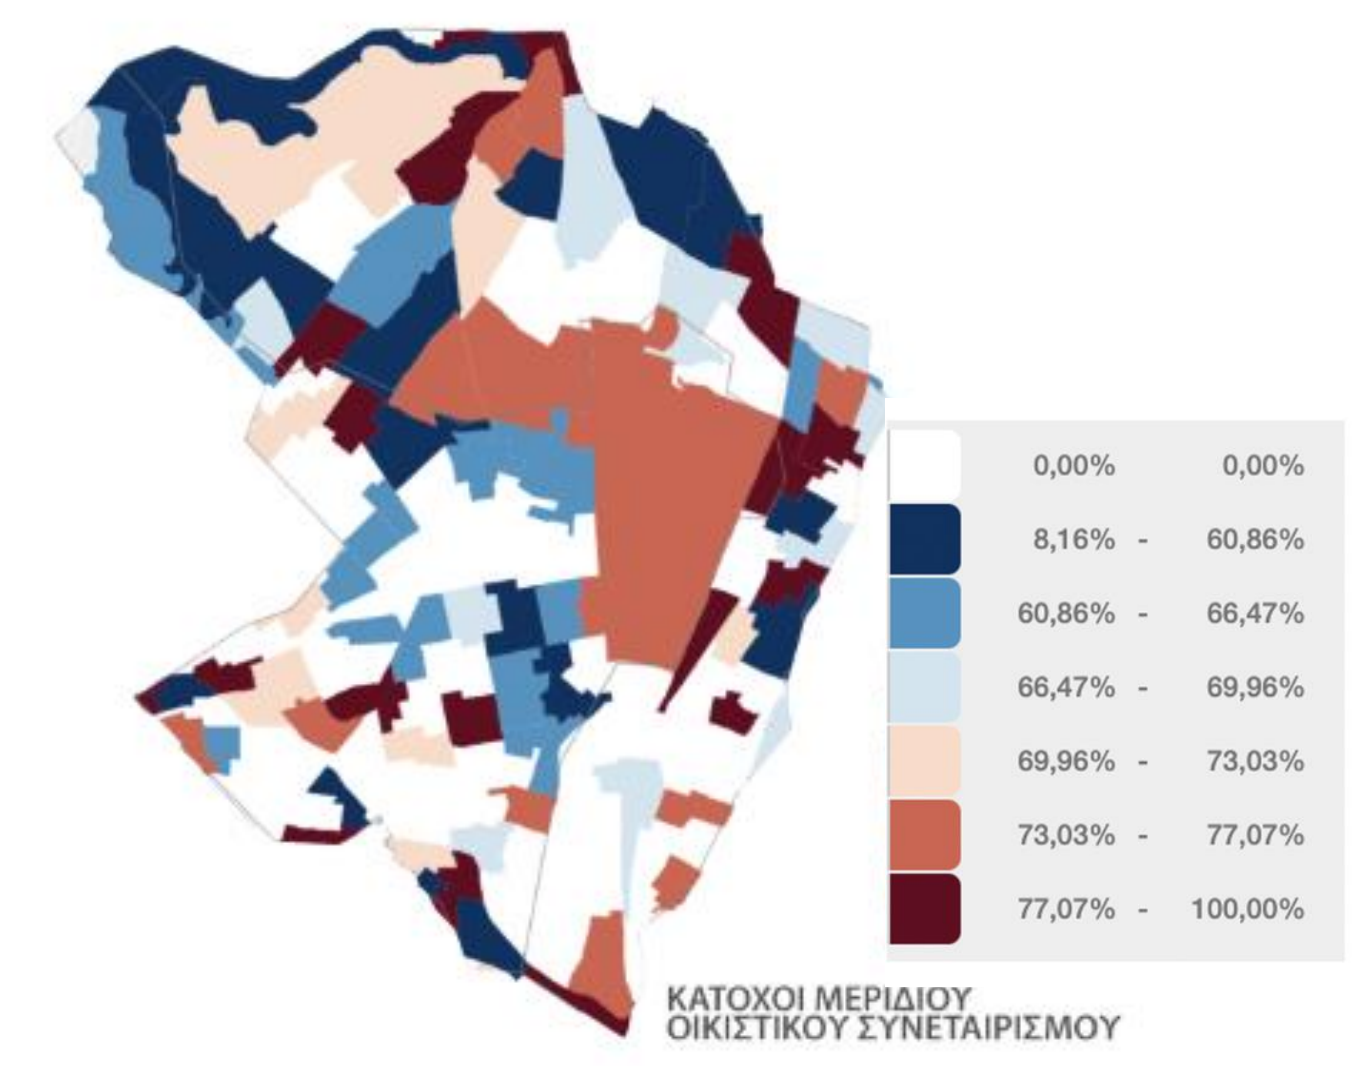 0,00% 0,00%
8,16% - 60,86%
60,86% - 66,47%
66,47% - 69,96%
69,96% - 73,03%
73,03% - 77,07%
77,07% - 100,00%
ΚΑΤΟΧΟΙ ΜΕΡΙΔΙΟΥ
ΟΙΚΙΣΤΙΚΟΥ ΣΥΝΕΤΑΙΡΙΣΜΟΥ